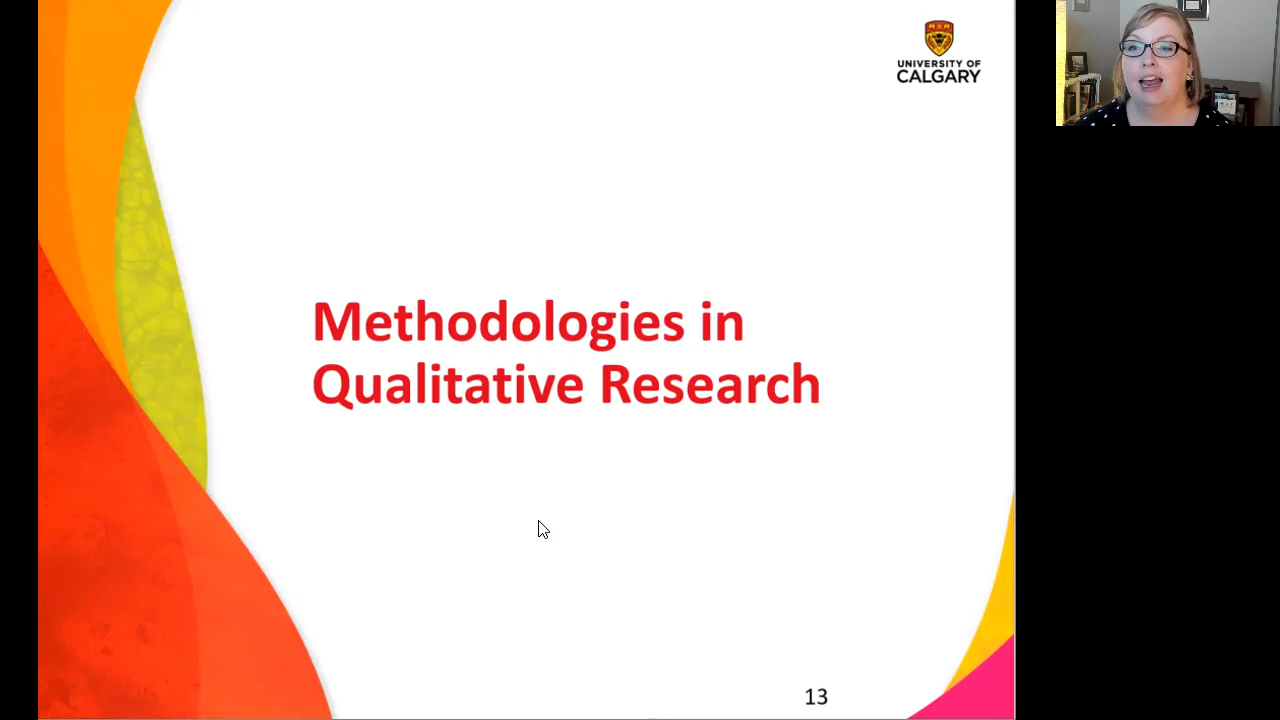 UNIVERSITY OF
CALGARY
Methodologies in
Qualitative Research
13